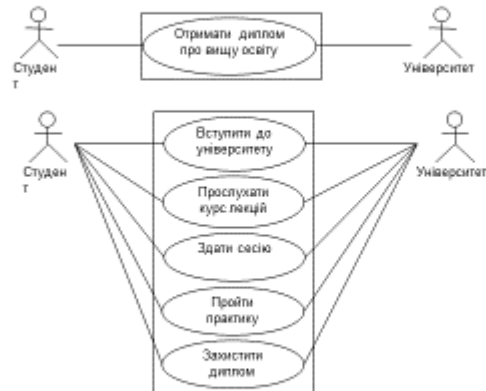 Отримати диплом
про вищу освіту
Студен
т
Університет
Вступити до
університету
Студен
т
Університет
Прослухати
курс лекцій
Здати сесію
Пройти
практику
Захистити
диплом